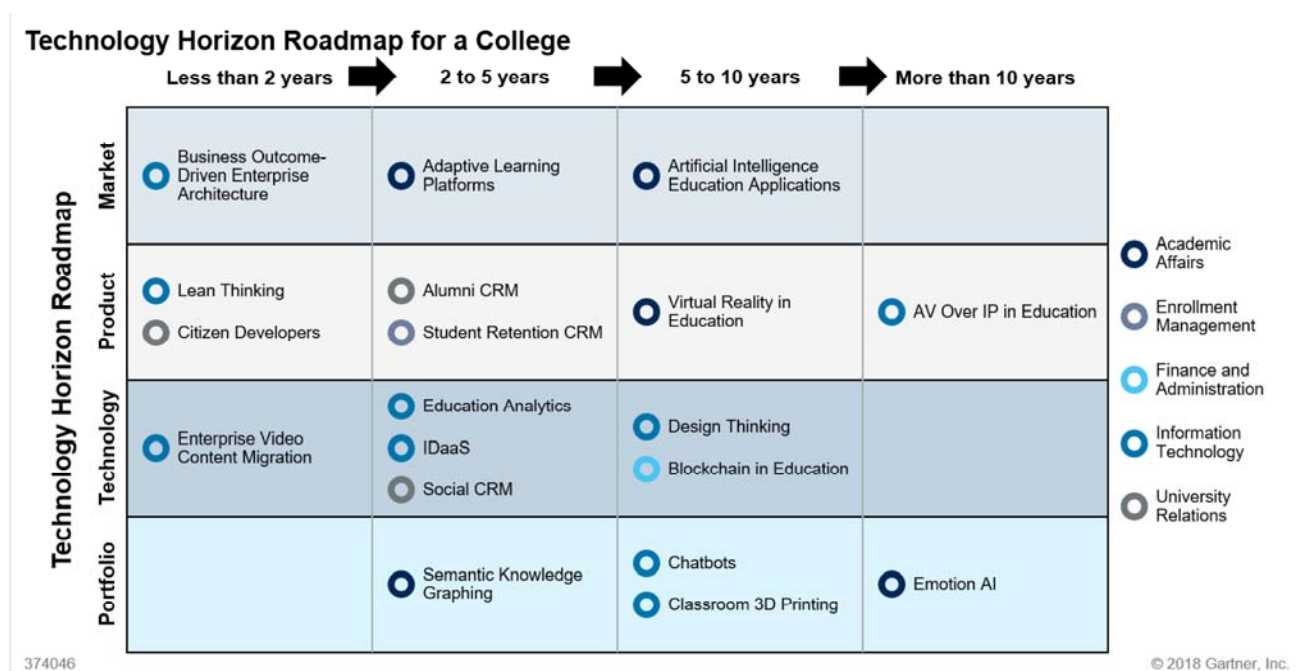 Technology Horizon Roadmap for a College
Less than 2 years
2 to 5 years
5 to 10 years
More than 10 years
Technology Horizon Roadmap
Market
Business Outcome-
Driven Enterprise
Architecture
Adaptive Learning
Platforms
Artificial Intelligence
Education Applications
Product
Lean Thinking
Citizen Developers
Alumni CRM
Student Retention CRM
Virtual Reality in
Education
AV Over IP in Education
Technology
Enterprise Video
Content Migration
Education Analytics
IDaaS
Social CRM
Design Thinking
Blockchain in Education
Portfolio
Semantic Knowledge
Graphing
Chatbots
Classroom 3D Printing
Emotion AI
Academic
Affairs
Enrollment
Management
Finance and
Administration
Information
Technology
University
Relations
374046
© 2018 Gartner, Inc.